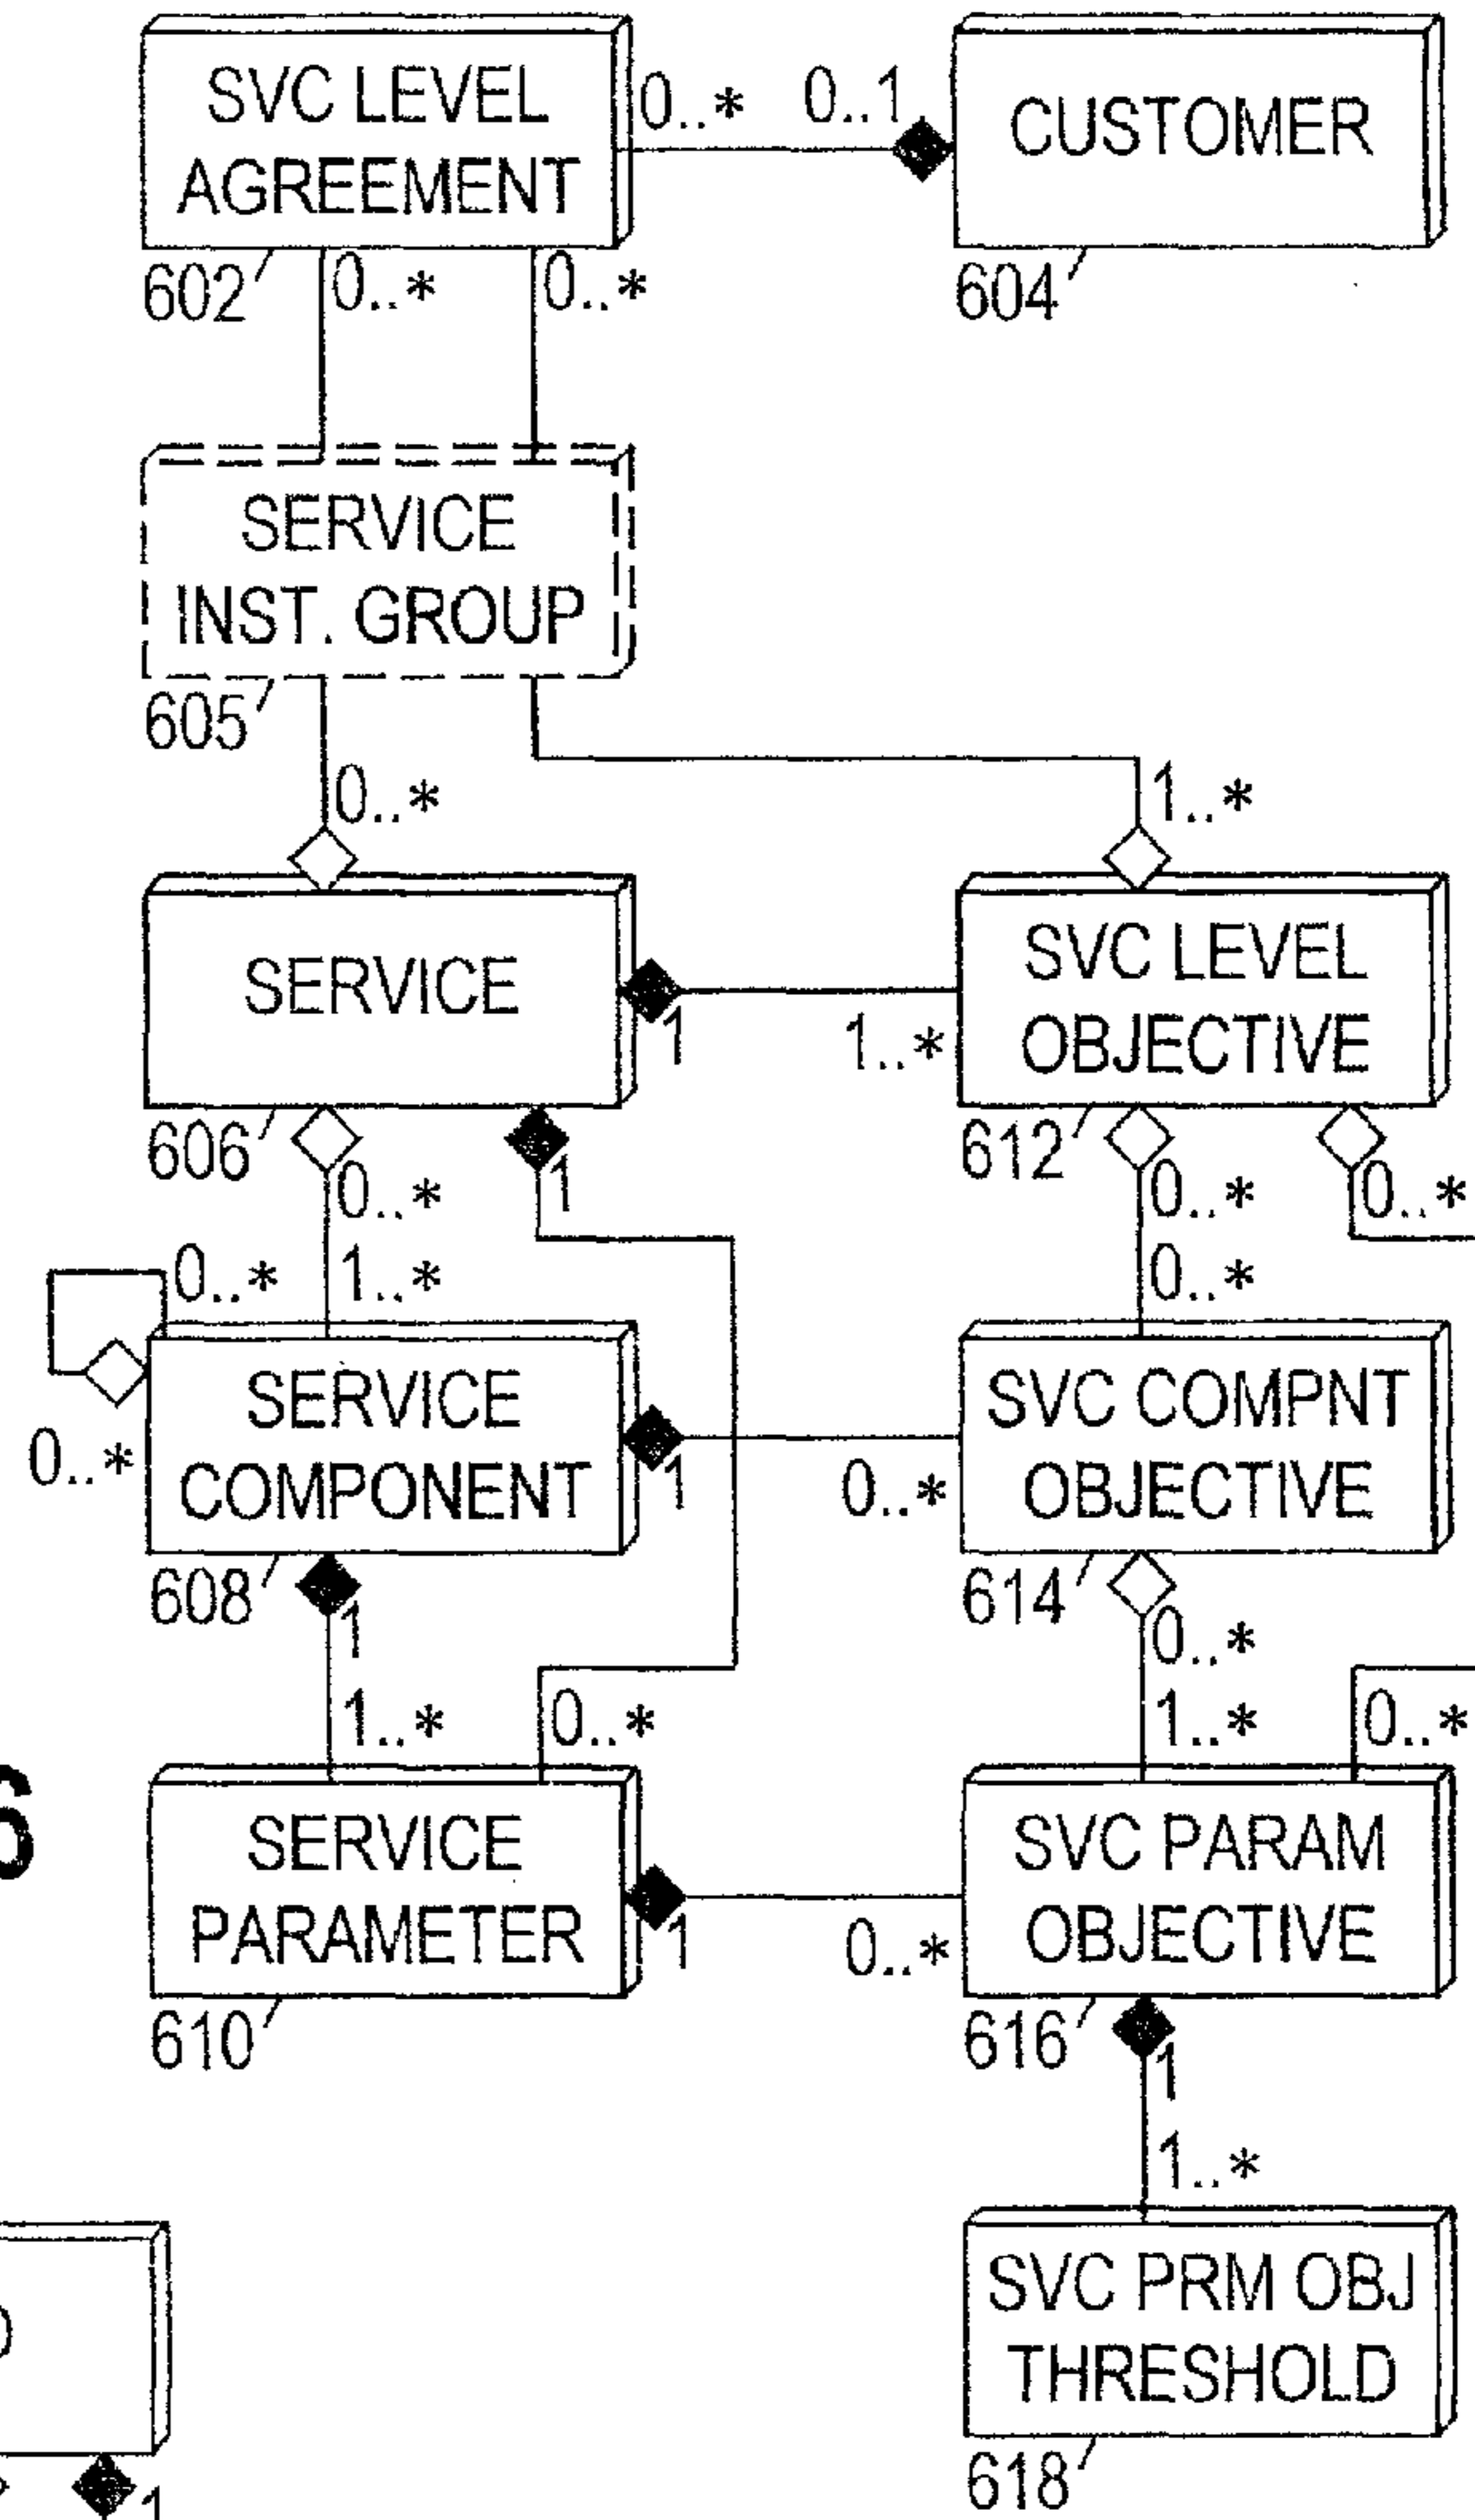 SVC LEVEL
AGREEMENT
0..*
0..1
CUSTOMER
602
0..*
0..*
604
SERVICE
INST. GROUP
605
0..*
1..*
SERVICE
1
1..*
SVC LEVEL
OBJECTIVE
606
0..*
1
612
0..*
0..*
0..*
1..*
0..*
0..*
SERVICE
COMPONENT
1
0..*
SVC COMPNT
OBJECTIVE
608
1
614
0..*
1..*
0..*
1..*
0..*
6
SERVICE
PARAMETER
1
0..*
SVC PARAM
OBJECTIVE
610
616
1
1..*
SVC PRM OBJ
THRESHOLD
618
1